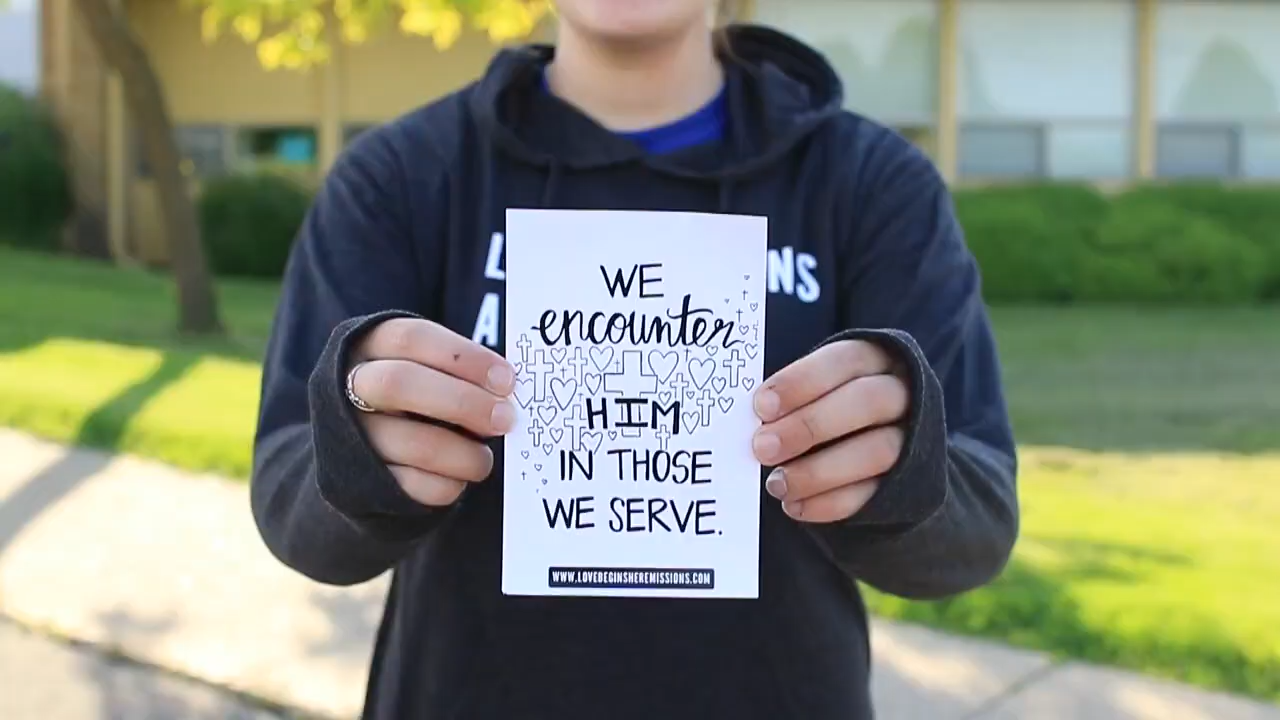 WE
encounter
HIM
IN THOSE
WE SERVE.
WWW.LOVEBEGINSHEREMISSIONS.COM